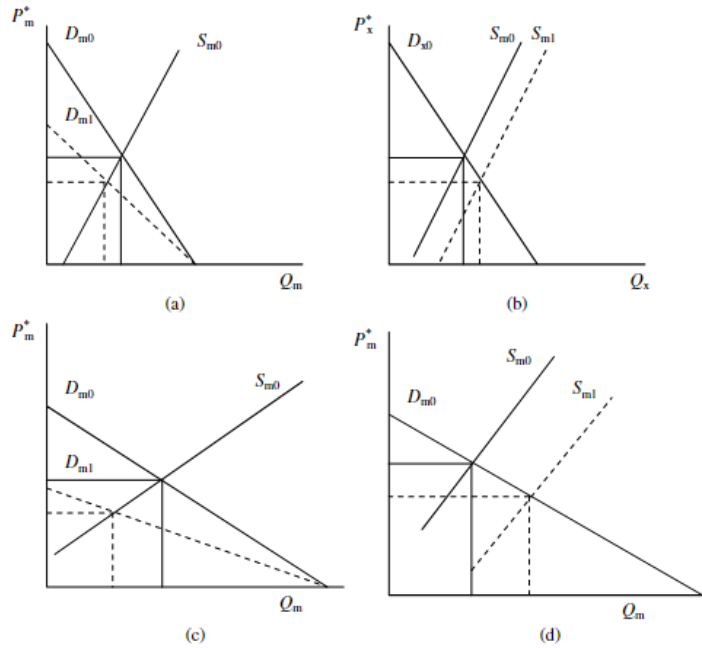 P*m
Dm0
Sm0
Dm1
Qm
(a)
P*x
Dx0
Sm0
Sm1
Qx
(b)
P*m
Dm0
Sm0
Dm1
Qm
(c)
P*m
Sm0
Dm0
Sm1
Qm
(d)